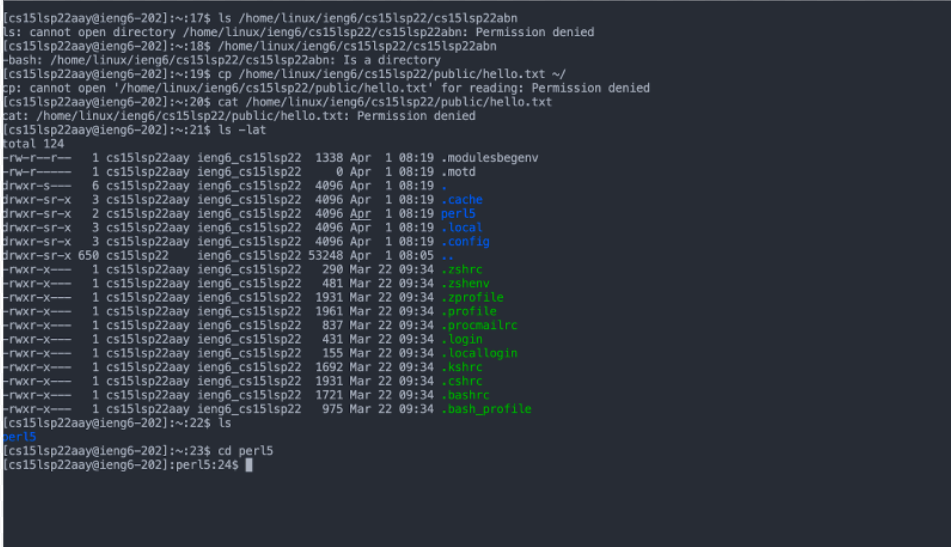 [cs15lsp22aay@ieng6-202]:~:17$ ls /home/linux/ieng6/cs15lsp22/cs15lsp22abn
ls: cannot open directory /home/linux/ieng6/cs15lsp22/cs15lsp22abn: Permission denied
[cs15lsp22aay@ieng6-202]:~:18$ /home/linux/ieng6/cs15lsp22/cs15lsp22abn
-bash: /home/linux/ieng6/cs15lsp22/cs15lsp22abn: Is a directory
[cs15lsp22aay@ieng6-202]:~:19$ cp /home/linux/ieng6/cs15lsp22/public/hello.txt ~/
cp: cannot open '/home/linux/ieng6/cs15lsp22/public/hello.txt' for reading: Permission denied
[cs15lsp22aay@ieng6-202]:~:20$ cat /home/linux/ieng6/cs15lsp22/public/hello.txt
cat: /home/linux/ieng6/cs15lsp22/public/hello.txt: Permission denied
[cs15lsp22aay@ieng6-202]:~:21$ ls -lat
total 124
-rw-r--r-- 1 cs15lsp22aay ieng6_cs15lsp22 1338 Apr 1 08:19 .modulesbegenv
-rw-r----- 1 cs15lsp22aay ieng6_cs15lsp22 0 Apr 1 08:19 .motd
drwxr-s--- 6 cs15lsp22aay ieng6_cs15lsp22 4096 Apr 1 08:19 .
drwxr-sr-x 3 cs15lsp22aay ieng6_cs15lsp22 4096 Apr 1 08:19 .cache
drwxr-sr-x 2 cs15lsp22aay ieng6_cs15lsp22 4096 Apr 1 08:19 perl5
drwxr-sr-x 3 cs15lsp22aay ieng6_cs15lsp22 4096 Apr 1 08:19 .local
drwxr-sr-x 3 cs15lsp22aay ieng6_cs15lsp22 4096 Apr 1 08:19 .config
drwxr-sr-x 650 cs15lsp22 ieng6_cs15lsp22 53248 Apr 1 08:05 ..
-rwxr-x--- 1 cs15lsp22aay ieng6_cs15lsp22 290 Mar 22 09:34 .zshrc
-rwxr-x--- 1 cs15lsp22aay ieng6_cs15lsp22 481 Mar 22 09:34 .zshenv
-rwxr-x--- 1 cs15lsp22aay ieng6_cs15lsp22 1931 Mar 22 09:34 .zprofile
-rwxr-x--- 1 cs15lsp22aay ieng6_cs15lsp22 1961 Mar 22 09:34 .profile
-rwxr-x--- 1 cs15lsp22aay ieng6_cs15lsp22 837 Mar 22 09:34 .procmailrc
-rwxr-x--- 1 cs15lsp22aay ieng6_cs15lsp22 431 Mar 22 09:34 .login
-rwxr-x--- 1 cs15lsp22aay ieng6_cs15lsp22 155 Mar 22 09:34 .locallogin
-rwxr-x--- 1 cs15lsp22aay ieng6_cs15lsp22 1692 Mar 22 09:34 .kshrc
-rwxr-x--- 1 cs15lsp22aay ieng6_cs15lsp22 1931 Mar 22 09:34 .cshrc
-rwxr-x--- 1 cs15lsp22aay ieng6_cs15lsp22 1721 Mar 22 09:34 .bashrc
-rwxr-x--- 1 cs15lsp22aay ieng6_cs15lsp22 975 Mar 22 09:34 .bash_profile
[cs15lsp22aay@ieng6-202]:~:22$ ls
perl5
[cs15lsp22aay@ieng6-202]:~:23$ cd perl5
[cs15lsp22aay@ieng6-202]:perl5:24$